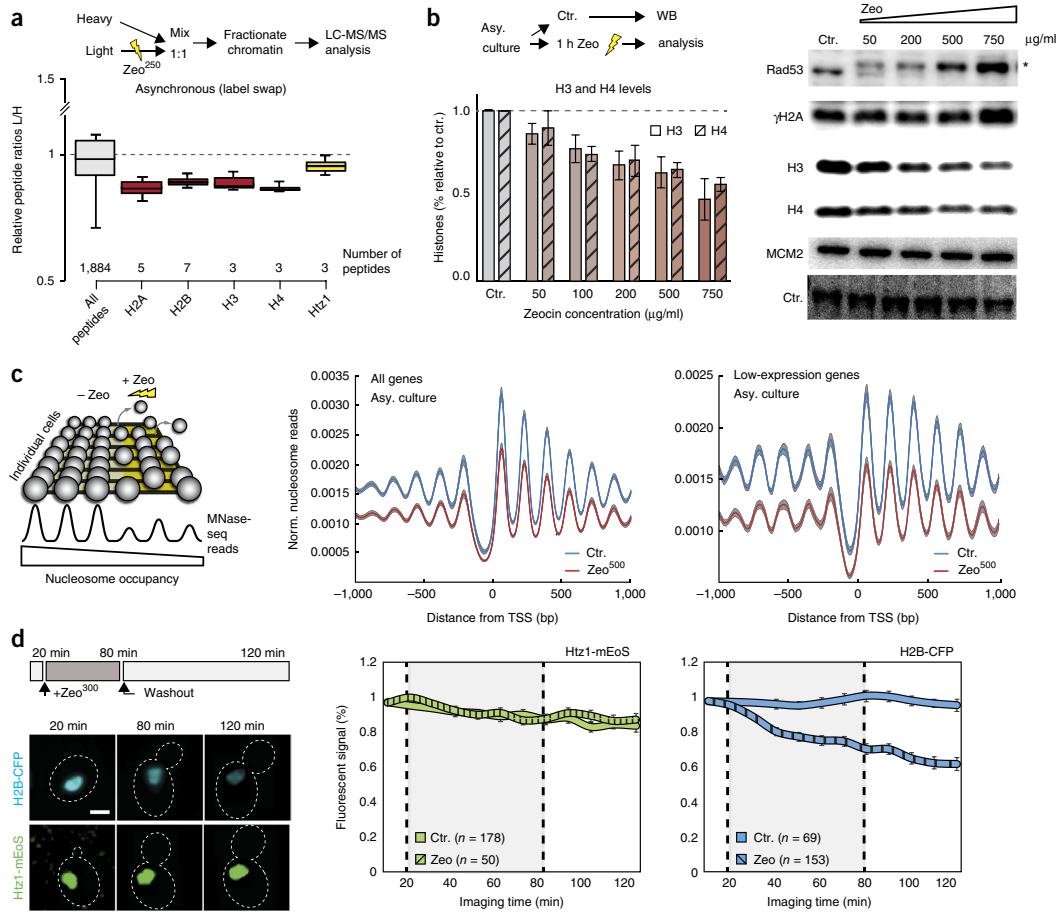 a
Heavy
Light
Zeo250
Mix
1:1
Fractionate
chromatin
LC-MS/MS
analysis
Asynchronous (label swap)
Relative peptide ratios L/H
1.5
1
0.5
1,884
5
7
3
3
3
Number of
peptides
All
peptides
H2A
H2B
H3
H4
Htz1
b
Asy.
culture
Ctr.
1 h Zeo
WB
analysis
H3 and H4 levels
H3
H4
Histones (% relative to ctr.)
1.0
0.5
0.0
Ctr.
50
100
200
500
750
Zeocin concentration (µg/ml)
Zeo
Ctr.
50
200
500
750
µg/ml
Rad53
*
γH2A
H3
H4
MCM2
Ctr.
c
– Zeo
+ Zeo
Individual cells
MNase-
seq
reads
Nucleosome occupancy
All genes
Asy. culture
Norm. nucleosome reads
0.0035
0.0030
0.0025
0.0020
0.0015
0.0010
0.0005
Ctr.
Zeo500
–1,000
–500
0
500
1,000
Distance from TSS (bp)
Low-expression genes
Asy. culture
0.0025
0.0020
0.0015
0.0010
Ctr.
Zeo500
–1,000
–500
0
500
1,000
Distance from TSS (bp)
d
20 min
80 min
120 min
+Zeo300
Washout
20 min
80 min
120 min
H2B-CFP
Htz1-mEoS
Htz1-mEoS
Fluorescent signal (%)
1.2
1
0.8
0.6
0.4
0.2
0
Ctr. (n = 178)
Zeo (n = 50)
20
40
60
80
100
120
Imaging time (min)
H2B-CFP
1.2
1
0.8
0.6
0.4
0.2
0
Ctr. (n = 69)
Zeo (n = 153)
20
40
60
80
100
120
Imaging time (min)